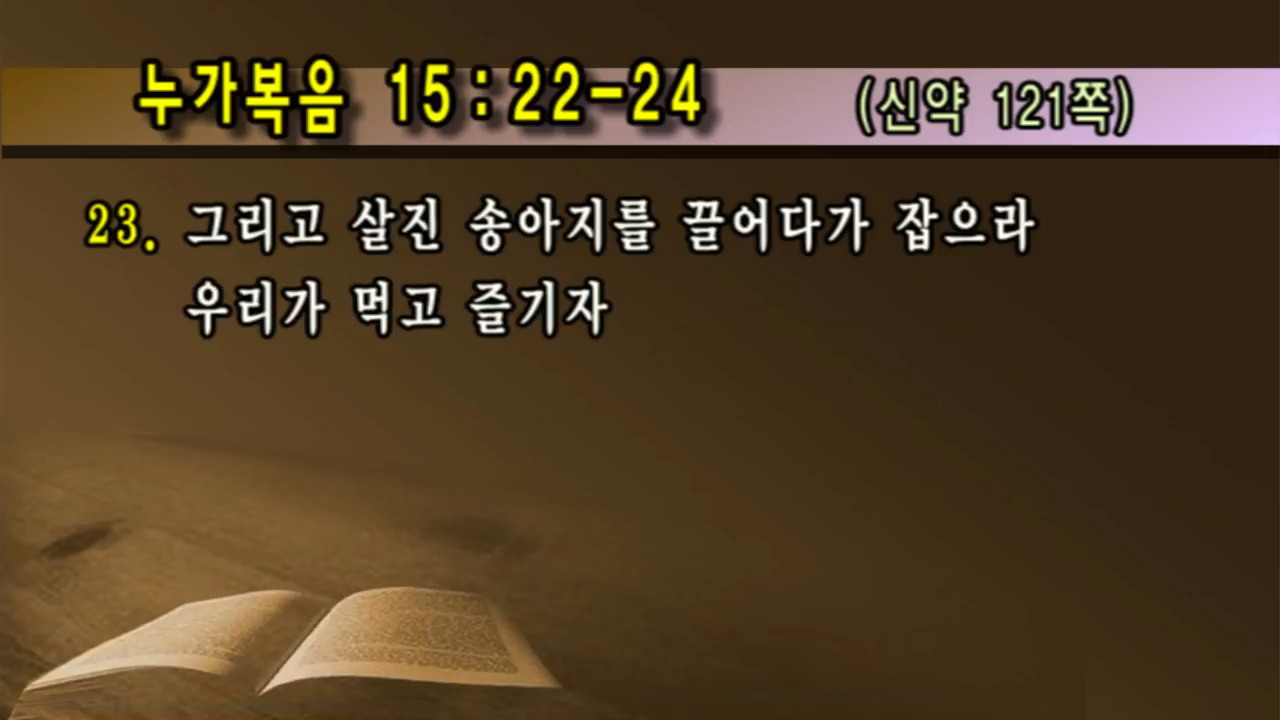 누가복음 15:22-24 (신약 121쪽)
23. 그리고 살진 송아지를 끌어다가 잡으라
우리가 먹고 즐기자